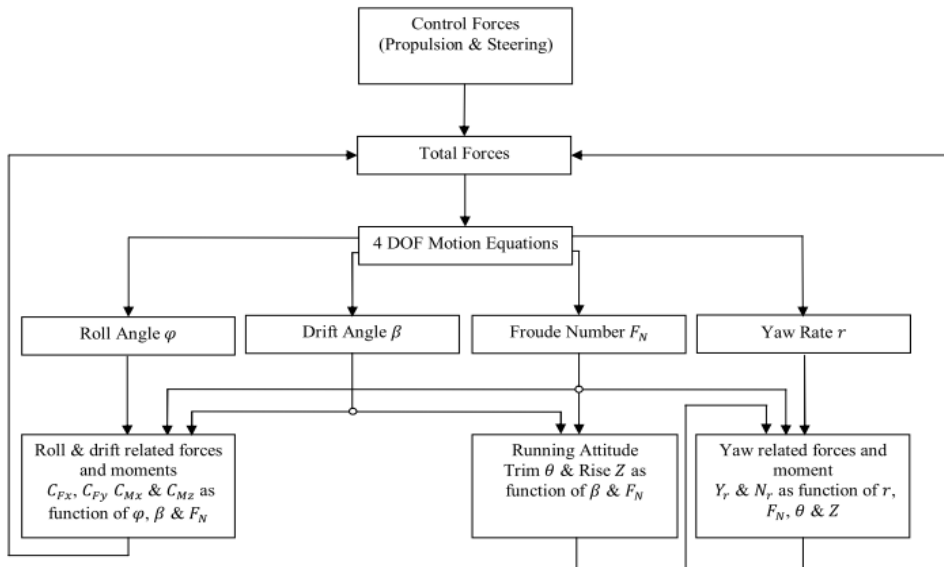 Control Forces
(Propulsion & Steering)
Total Forces
4 DOF Motion Equations
Roll Angle φ
Drift Angle β
Froude Number F_N
Yaw Rate r
Roll & drift related forces
and moments
C_Fx, C_Fy C_Mx & C_Mz as
function of φ, β & F_N
Running Attitude
Trim θ & Rise Z as
function of β & F_N
Yaw related forces and
moment
Y_r & N_r as function of r,
F_N, θ & Z